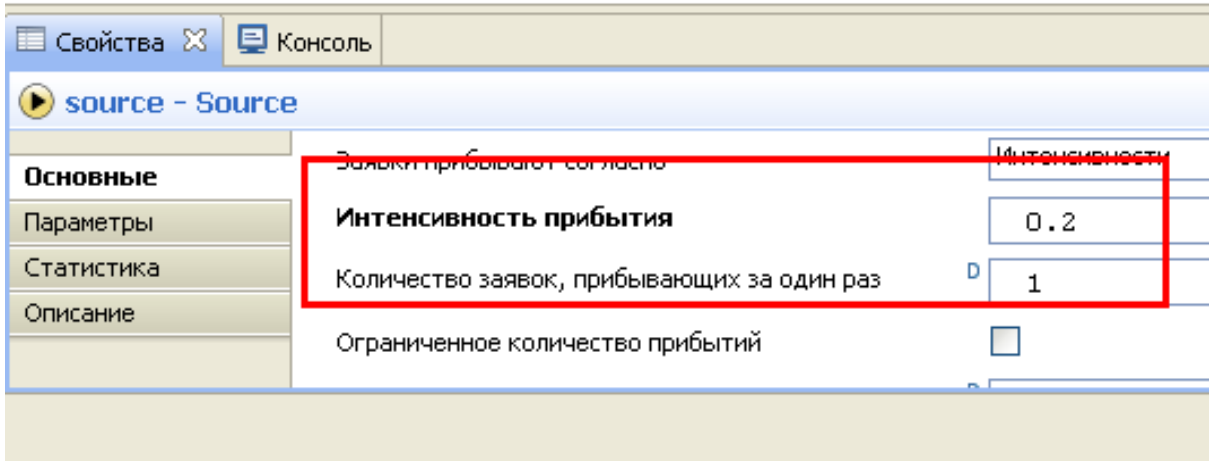 Свойства Консоль
source - Source
Заявки прибывают согласно Интенсивности
Основные
Интенсивность прибытия 0.2
Параметры
Статистика
Количество заявок, прибывающих за один раз D 1
Описание
Ограниченное количество прибытий
D